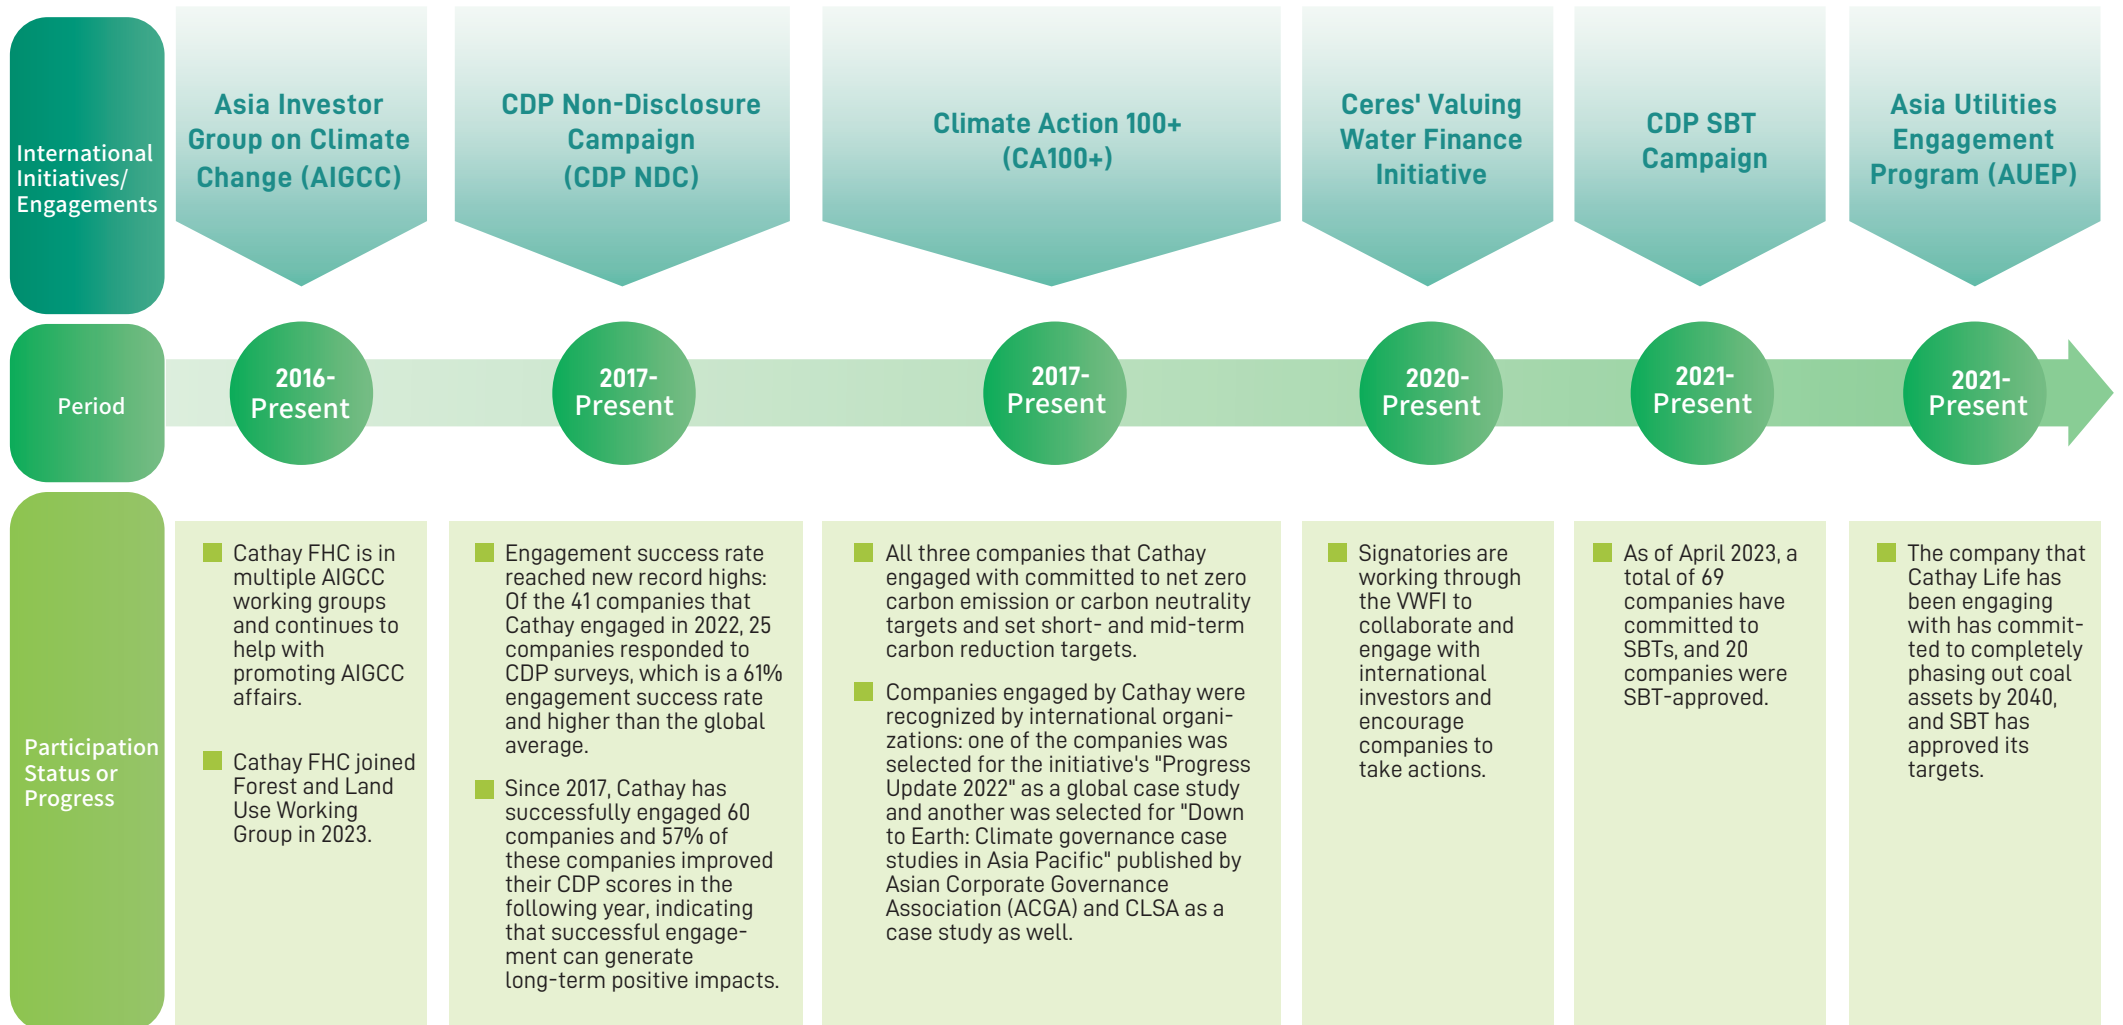 International
Initiatives/
Engagements
Asia Investor
Group on Climate
Change (AIGCC)
CDP Non-Disclosure
Campaign
(CDP NDC)
Climate Action 100+
(CA100+)
Ceres' Valuing
Water Finance
Initiative
CDP SBT
Campaign
Asia Utilities
Engagement
Program (AUEP)
Period
2016-
Present
2017-
Present
2017-
Present
2020-
Present
2021-
Present
2021-
Present
Participation
Status or
Progress
Cathay FHC is in
multiple AIGCC
working groups
and continues to
help with
promoting AIGCC
affairs.
Cathay FHC joined
Forest and Land
Use Working
Group in 2023.
Engagement success rate
reached new record highs:
Of the 41 companies that
Cathay engaged in 2022, 25
companies responded to
CDP surveys, which is a 61%
engagement success rate
and higher than the global
average.
Since 2017, Cathay has
successfully engaged 60
companies and 57% of
these companies improved
their CDP scores in the
following year, indicating
that successful engage-
ment can generate
long-term positive impacts.
All three companies that Cathay
engaged with committed to net zero
carbon emission or carbon neutrality
targets and set short- and mid-term
carbon reduction targets.
Companies engaged by Cathay were
recognized by international organi-
zations: one of the companies was
selected for the initiative's "Progress
Update 2022" as a global case study
and another was selected for "Down
to Earth: Climate governance case
studies in Asia Pacific" published by
Asian Corporate Governance
Association (ACGA) and CLSA as a
case study as well.
Signatories are
working through
the VWFI to
collaborate and
engage with
international
investors and
encourage
companies to
take actions.
As of April 2023, a
total of 69
companies have
committed to
SBTs, and 20
companies were
SBT-approved.
The company that
Cathay Life has
been engaging
with has commit-
ted to completely
phasing out coal
assets by 2040,
and SBT has
approved its
targets.